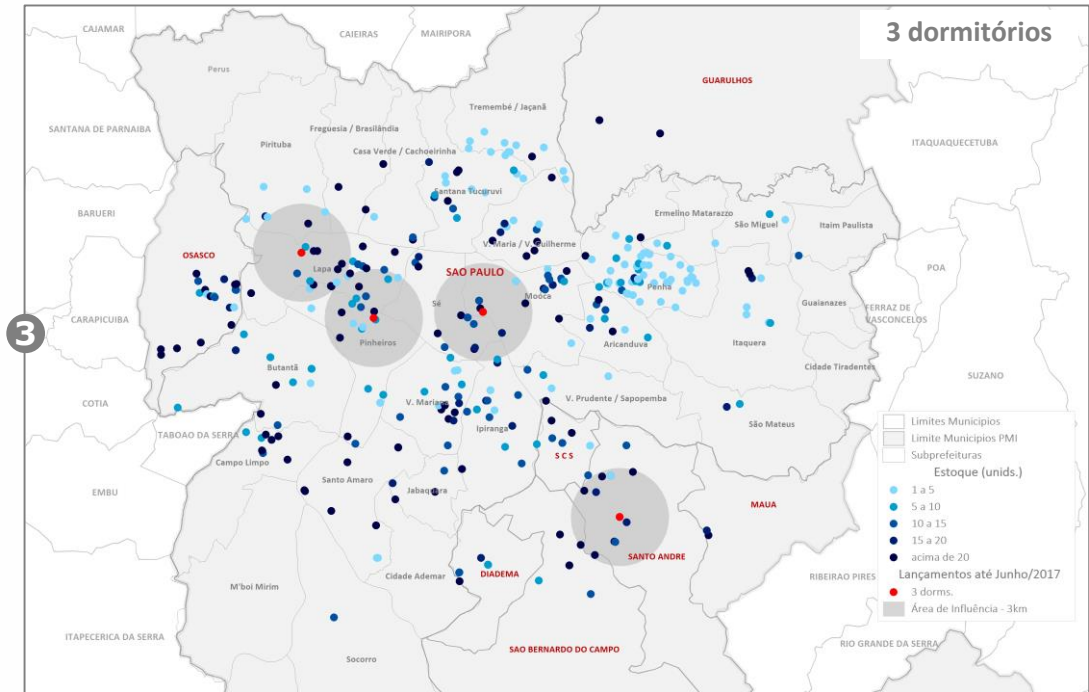 3 dormitórios
CAJAMAR
CAIEIRAS
MAIRIPORA
Perus
GUARULHOS
Tremembé / Jaçanã
SANTANA DE PARNAIBA
Freguesia / Brasilândia
Pirituba
Casa Verde / Cachoeirinha
ITAQUAQUECETUBA
Santana Tucuruvi
BARUERI
Ermelino Matarazzo
São Miguel
Itaim Paulista
V. Maria / V. Guilherme
OSASCO
Lapa
SAO PAULO
POA
Penha
Mooca
Sé
Guaianazes
FERRAZ DE
VASCONCELOS
CARAPICUIBA
3
Pinheiros
Aricanduva
Itaquera
Butantã
Cidade Tiradentes
SUZANO
COTIA
V. Mariana
V. Prudente / Sapopemba
São Mateus
TABOAO DA SERRA
Ipiranga
Campo Limpo
S C S
Santo Amaro
EMBU
Jabaquara
MAUA
SANTO ANDRE
Cidade Ademar
DIADEMA
M'boi Mirim
RIBEIRAO PIRES
ITAPECERICA DA SERRA
RIO GRANDE DA SERRA
SAO BERNARDO DO CAMPO
Socorro
Limites Municipios
Limite Municipios PMI
Subprefeituras
Estoque (unids.)
1 a 5
5 a 10
10 a 15
15 a 20
acima de 20
Lançamentos até Junho/2017
3 dorms.
Área de Influência - 3km